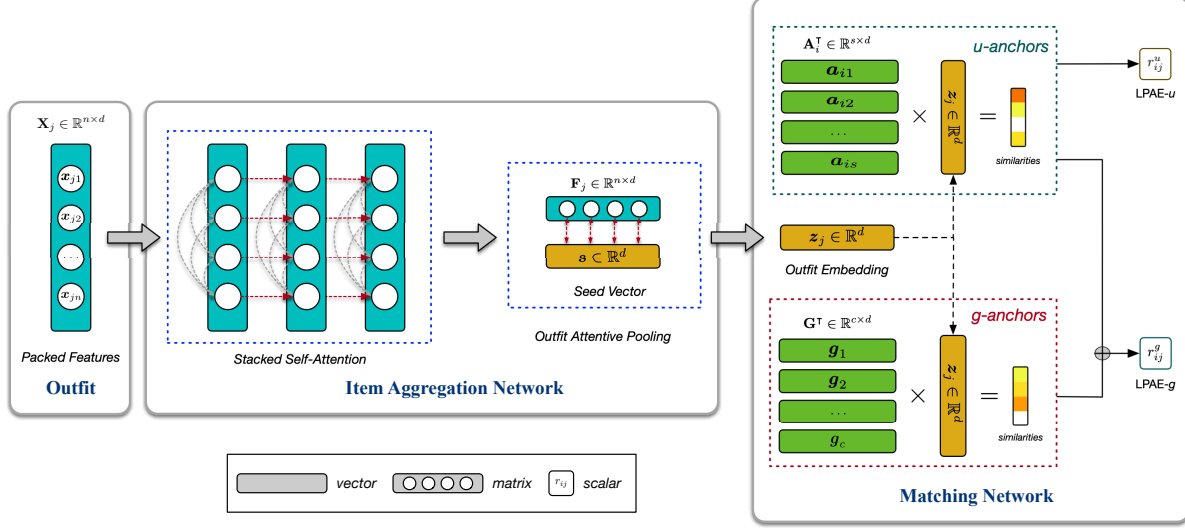 X_j ∈ ℝ^{n×d}
x_{j1}
x_{j2}
...
x_{jn}
Packed Features
Outfit
Stacked Self-Attention
F_j ∈ ℝ^{n×d}
s ⊂ ℝ^d
Seed Vector
Outfit Attentive Pooling
Item Aggregation Network
A_i^⊤ ∈ ℝ^{s×d}
u-anchors
a_{i1}
a_{i2}
...
a_{is}
×
z_j ∈ ℝ^d
=
similarities
r_{ij}^u
LPAE-u
z_j ∈ ℝ^d
Outfit Embedding
G^⊤ ∈ ℝ^{c×d}
g-anchors
g_1
g_2
...
g_c
×
z_j ∈ ℝ^d
=
similarities
r_{ij}^g
LPAE-g
Matching Network
vector
matrix
r_{ij}
scalar